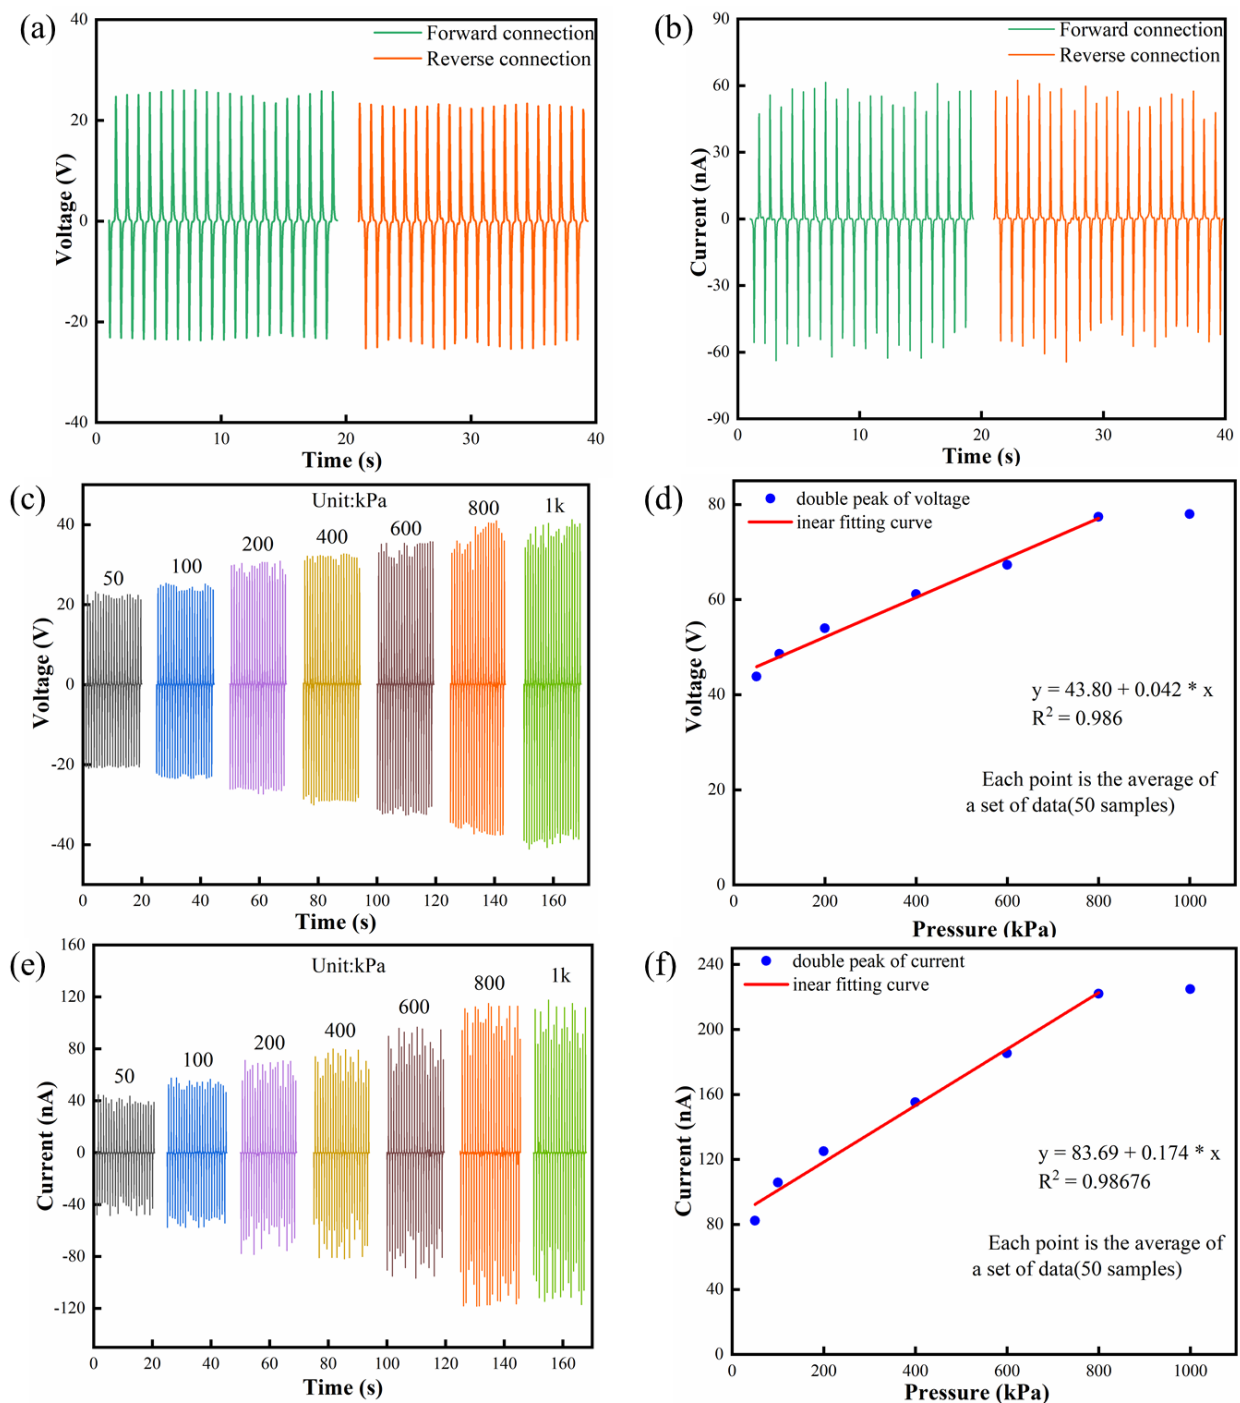 (a)
Forward connection
Reverse connection
40
20
0
-20
-40
Voltage (V)
0 10 20 30 40
Time (s)
(b)
Forward connection
Reverse connection
90
60
30
0
-30
-60
-90
Current (nA)
0 10 20 30 40
Time (s)
(c)
Unit:kPa
50 100 200 400 600 800 1k
40
20
0
-20
-40
Voltage (V)
0 20 40 60 80 100 120 140 160
Time (s)
(d)
double peak of voltage
inear fitting curve
80
60
40
20
0
Voltage (V)
y = 43.80 + 0.042 * x
R² = 0.986
Each point is the average of
a set of data(50 samples)
0 200 400 600 800 1000
Pressure (kPa)
(e)
Unit:kPa
50 100 200 400 600 800 1k
160
120
80
40
0
-40
-80
-120
Current (nA)
0 20 40 60 80 100 120 140 160
Time (s)
(f)
double peak of current
inear fitting curve
240
200
160
120
80
40
0
Current (nA)
y = 83.69 + 0.174 * x
R² = 0.98676
Each point is the average of
a set of data(50 samples)
0 200 400 600 800 1000
Pressure (kPa)